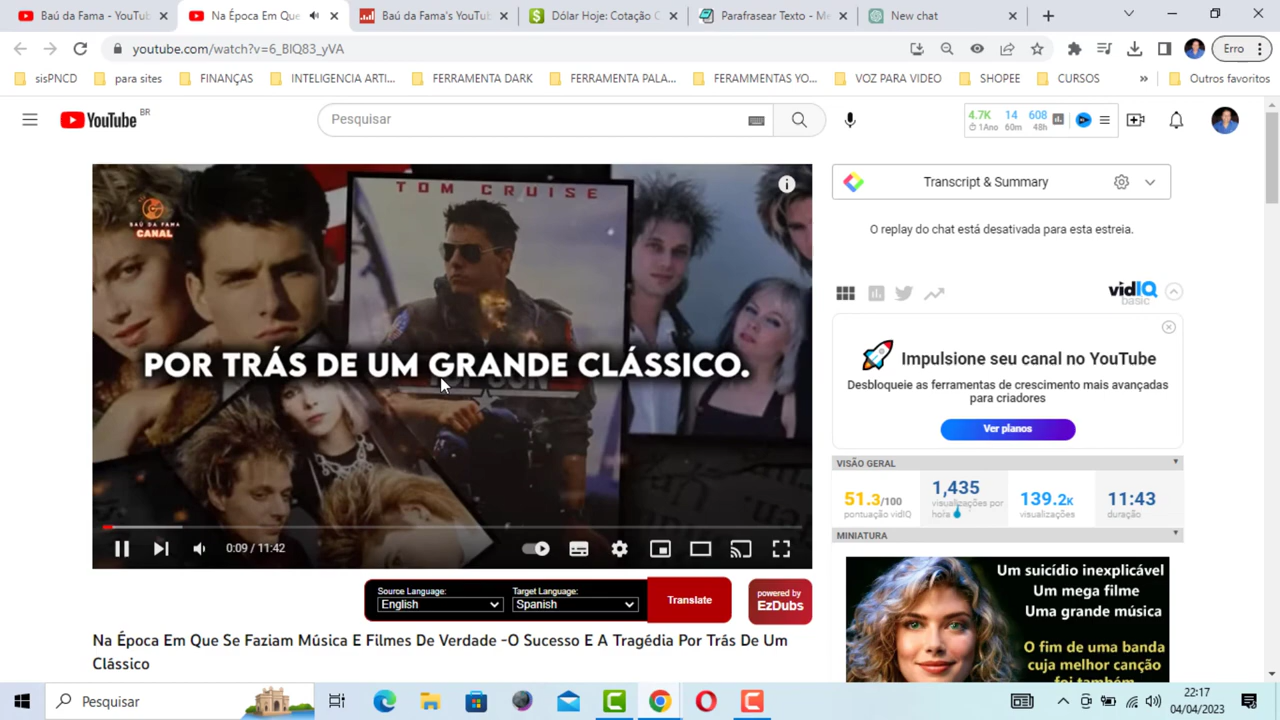 Baú da Fama - YouTub
Na Época Em Que
Baú da Fama's YouTub
Dólar Hoje: Cotação C
Parafrasear Texto - Me
New chat
youtube.com/watch?v=6_BIQ83_yVA
Erro
sisPNCD
para sites
FINANÇAS
INTELIGENCIA ARTI...
FERRAMENTA DARK
FERRAMENTA PALA...
FERAMMENTAS YO...
VOZ PARA VIDEO
SHOPEE
CURSOS
»
Outros favoritos
YouTube BR
Pesquisar
4.7K 14 608
1Ano 60m 48h
TOM CRUISE
BAÚ DA FAMA
CANAL
POR TRÁS DE UM GRANDE CLÁSSICO.
0:09 / 11:42
Transcript & Summary
O replay do chat está desativada para esta estreia.
vidIQ
basic
Impulsione seu canal no YouTube
Desbloqueie as ferramentas de crescimento mais avançadas
para criadores
Ver planos
VISÃO GERAL
51.3/100
pontuação vidIQ
1,435
visualizações por
hora
139.2K
visualizações
11:43
duração
MINIATURA
Um suicídio inexplicável
Um mega filme
Uma grande música
O fim de uma banda
cuja melhor canção
foi também
Source Language:
English
Target Language:
Spanish
Translate
powered by
EzDubs
Na Época Em Que Se Faziam Música E Filmes De Verdade -O Sucesso E A Tragédia Por Trás De Um
Clássico
Pesquisar
22:17
04/04/2023